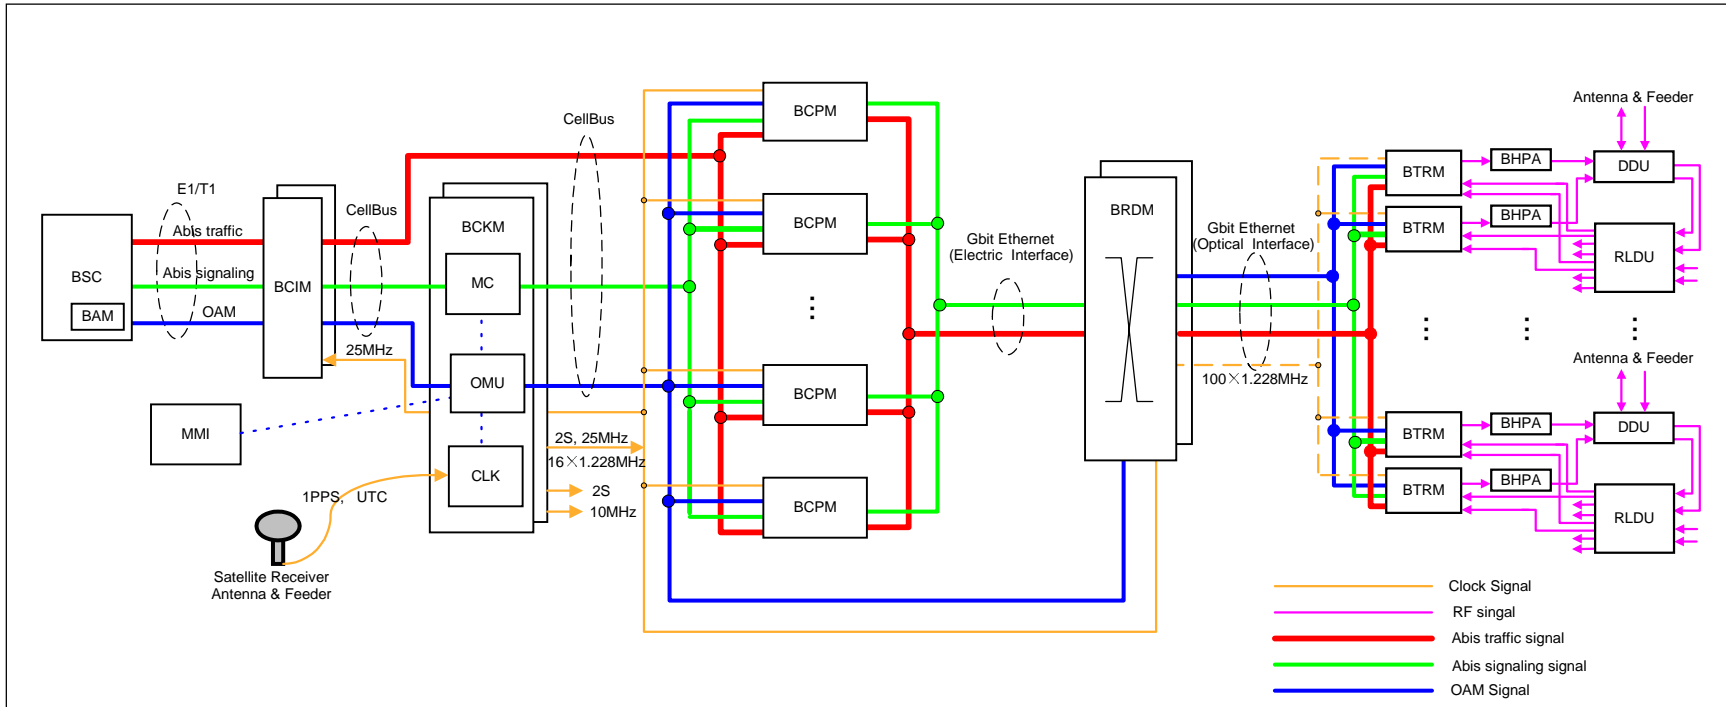 Antenna & Feeder
BCPM
CellBus
BTRM
BHPA
DDU
E1/T1
CellBus
BCKM
BCPM
BRDM
BTRM
BHPA
Abis traffic
Gbit Ethernet
(Electric Interface)
Gbit Ethernet
(Optical Interface)
RLDU
BSC
Abis signaling
BCIM
MC
BAM
OAM
...
...
...
...
25MHz
Antenna & Feeder
OMU
BCPM
100×1.228MHz
MMI
BTRM
BHPA
DDU
2S, 25MHz
16×1.228MHz
CLK
BTRM
BHPA
1PPS, UTC
2S
10MHz
BCPM
RLDU
Satellite Receiver
Antenna & Feeder
Clock Signal
RF singal
Abis traffic signal
Abis signaling signal
OAM Signal